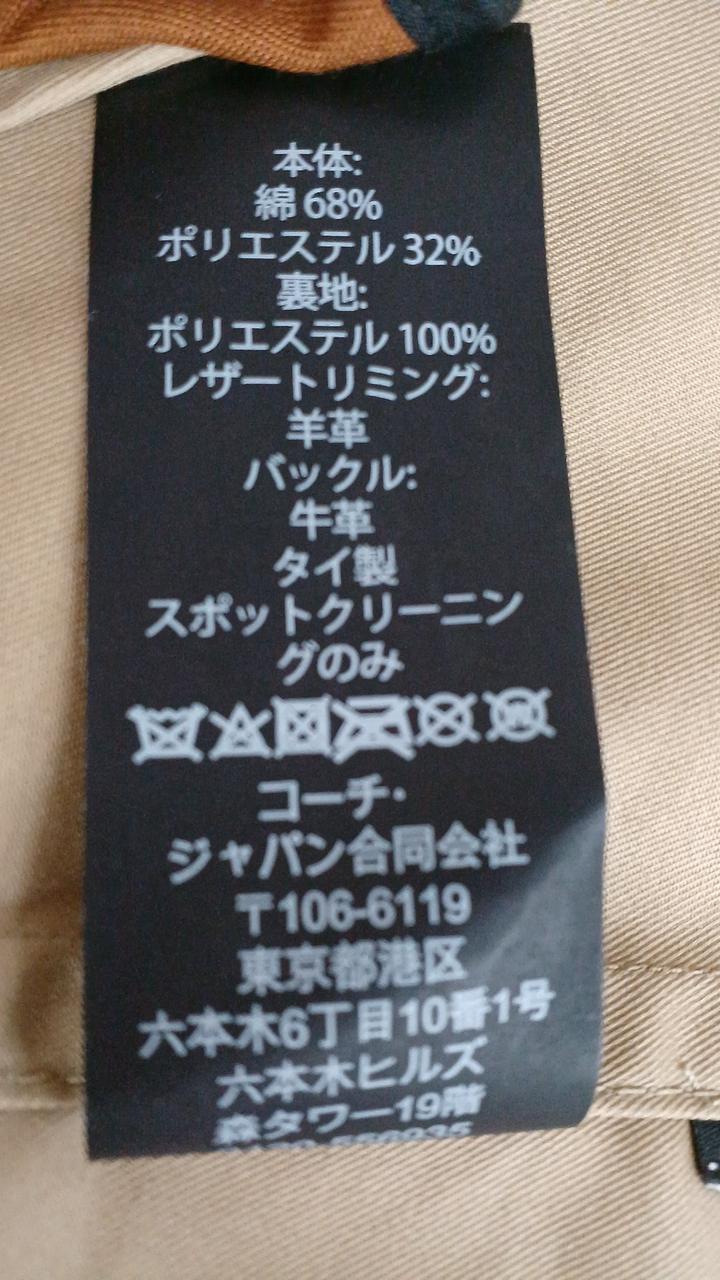 本体:
綿 68%
ポリエステル 32%
裏地:
ポリエステル 100%
レザートリミング:
羊革
バックル:
牛革
タイ製
スポットクリーニン
グのみ
コーチ·
ジャパン合同会社
〒106-6119
東京都港区
六本木6丁目10番1号
六本木ヒルズ
森タワー19階